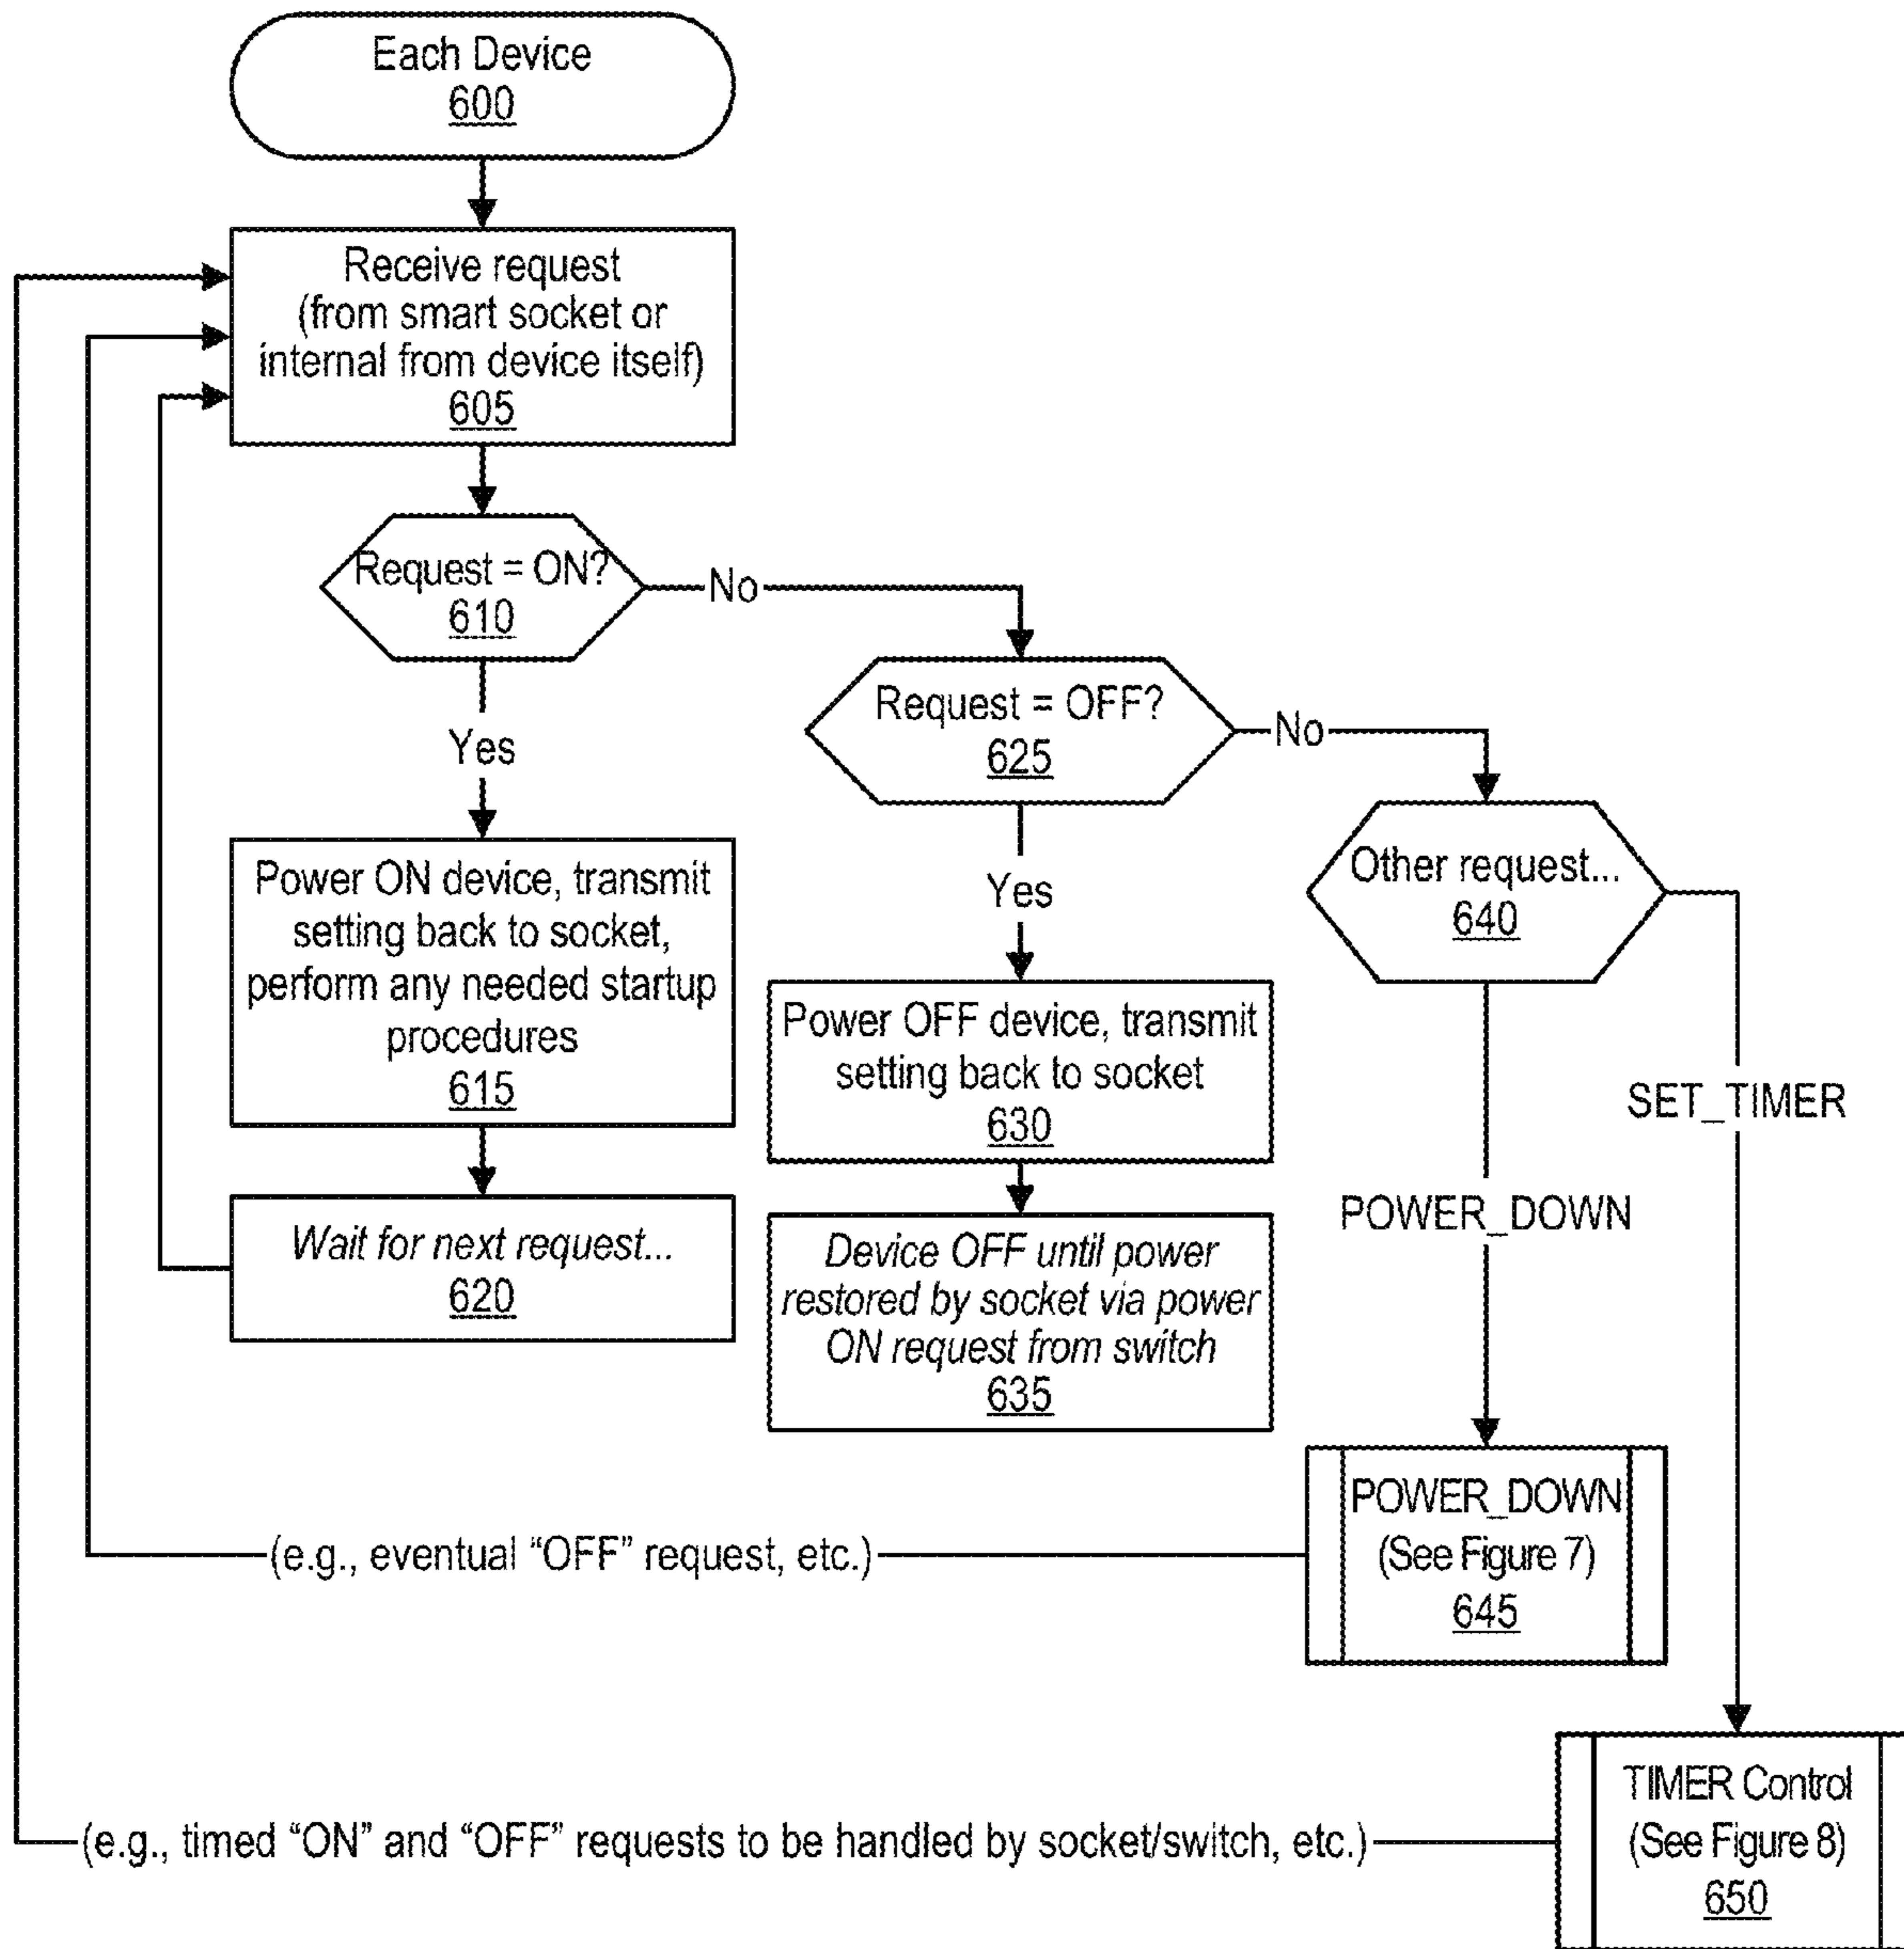 Each Device
600
Receive request
(from smart socket or
internal from device itself)
605
Request = ON?
610
No
Yes
Request = OFF?
625
No
Yes
Other request...
640
Power ON device, transmit
setting back to socket,
perform any needed startup
procedures
615
Power OFF device, transmit
setting back to socket
630
SET_TIMER
POWER_DOWN
Wait for next request...
620
Device OFF until power
restored by socket via power
ON request from switch
635
POWER_DOWN
(See Figure 7)
645
(e.g., eventual “OFF” request, etc.)
TIMER Control
(See Figure 8)
650
(e.g., timed “ON” and “OFF” requests to be handled by socket/switch, etc.)